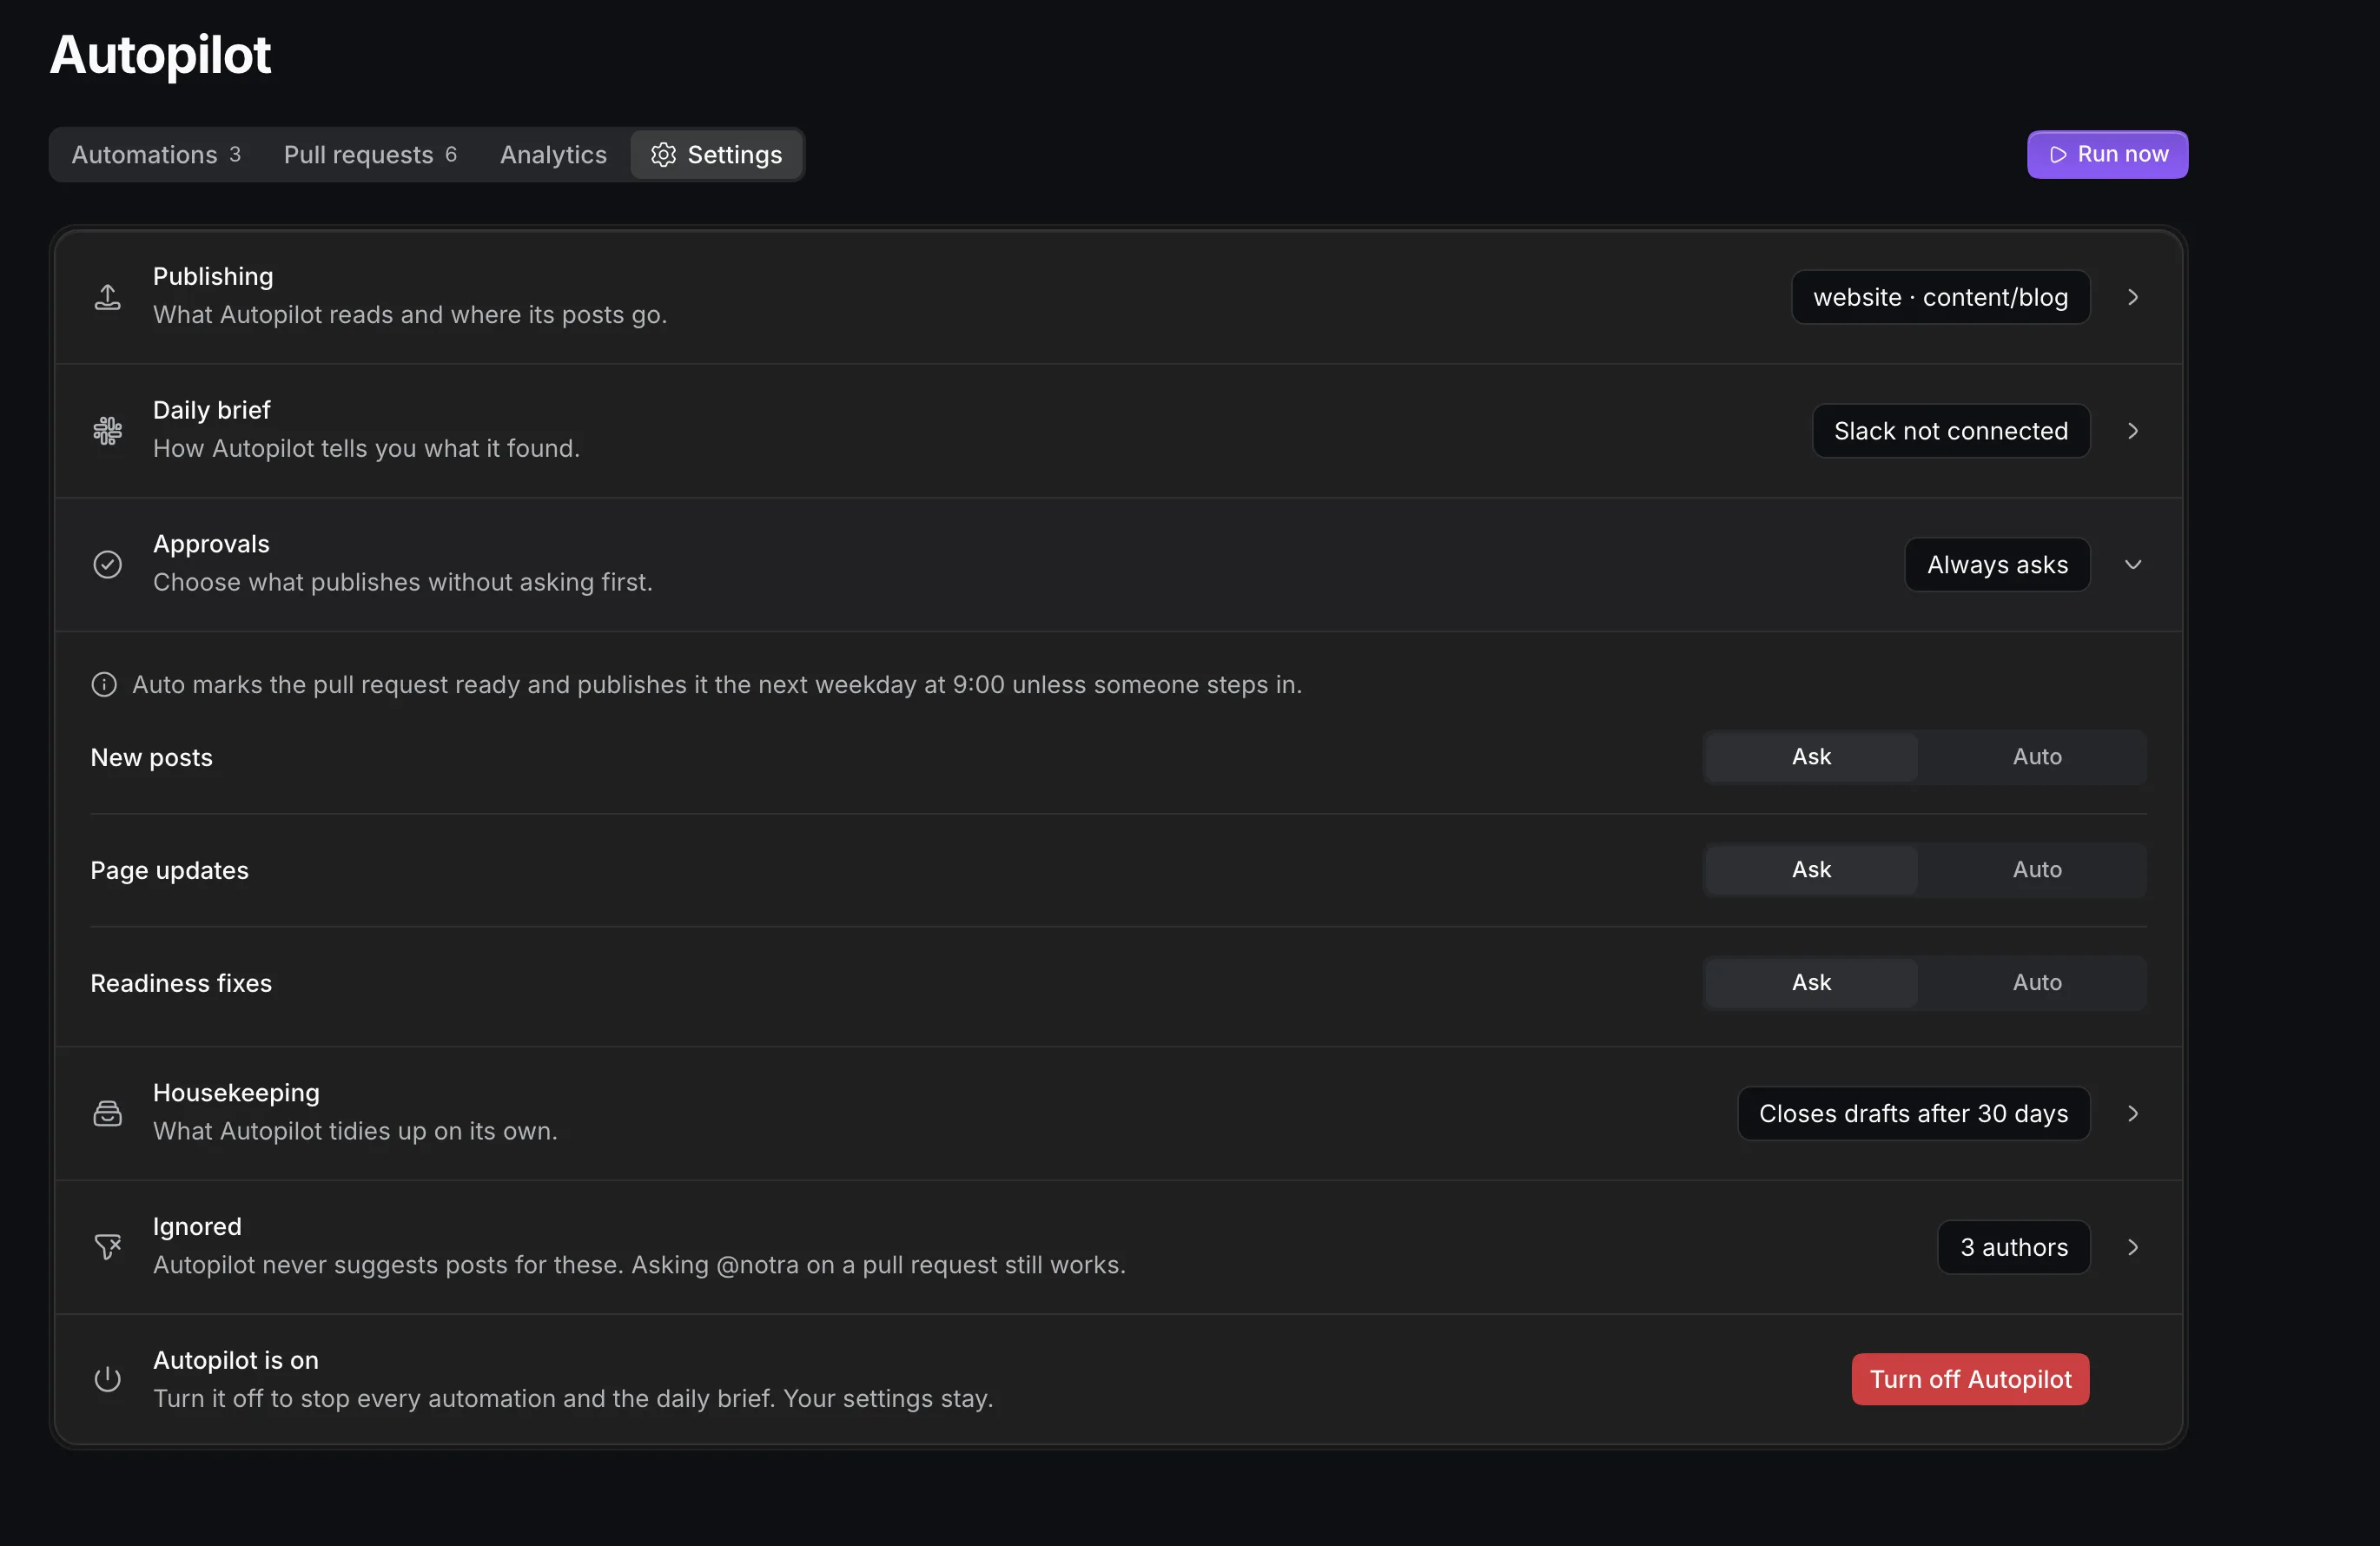 Autopilot
Automations 3
Pull requests 6
Analytics
Settings
Run now
Publishing
What Autopilot reads and where its posts go.
website · content/blog
Daily brief
How Autopilot tells you what it found.
Slack not connected
Approvals
Choose what publishes without asking first.
Always asks
Auto marks the pull request ready and publishes it the next weekday at 9:00 unless someone steps in.
New posts
Ask
Auto
Page updates
Ask
Auto
Readiness fixes
Ask
Auto
Housekeeping
What Autopilot tidies up on its own.
Closes drafts after 30 days
Ignored
Autopilot never suggests posts for these. Asking @notra on a pull request still works.
3 authors
Autopilot is on
Turn it off to stop every automation and the daily brief. Your settings stay.
Turn off Autopilot